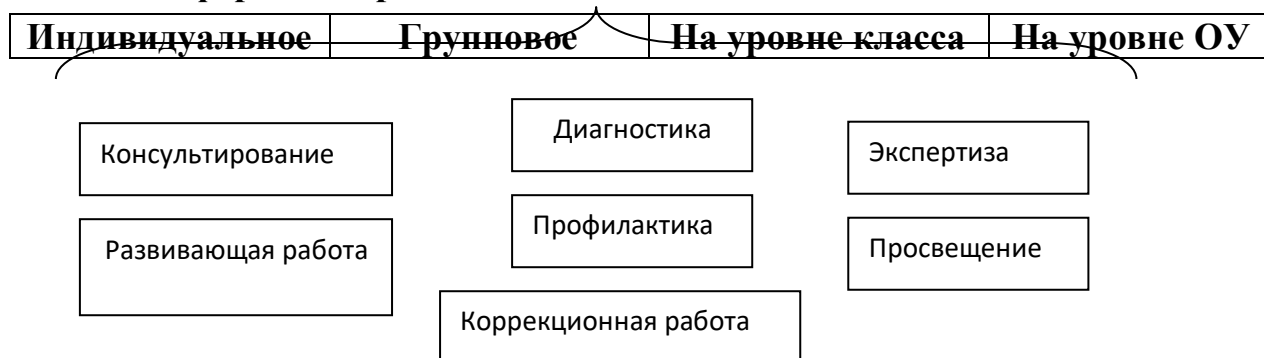 Индивидуальное Групповое На уровне класса На уровне ОУ
Диагностика
Консультирование
Экспертиза
Профилактика
Развивающая работа
Просвещение
Коррекционная работа